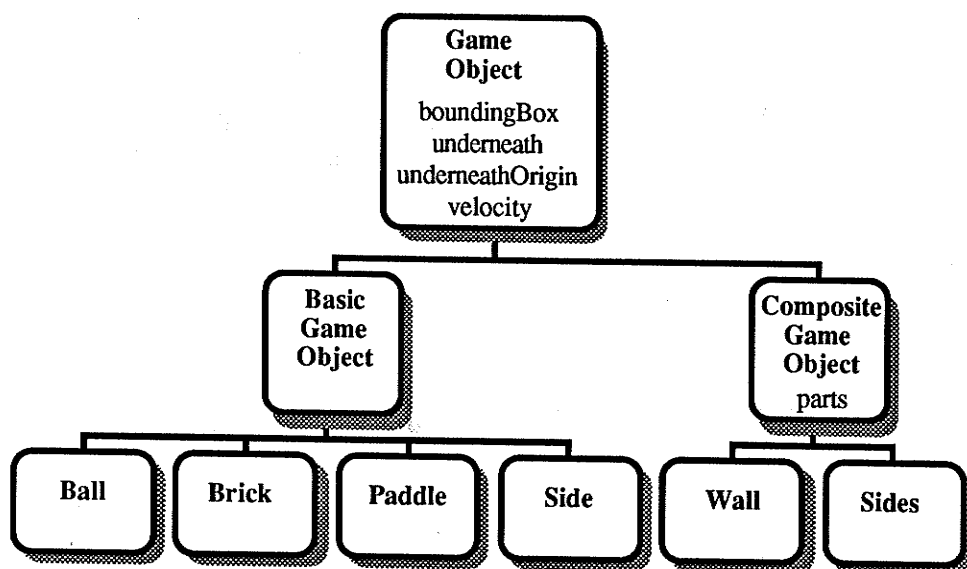 Game
Object
boundingBox
underneath
underneathOrigin
velocity
Basic
Game
Object
Composite
Game
Object
parts
Ball
Brick
Paddle
Side
Wall
Sides